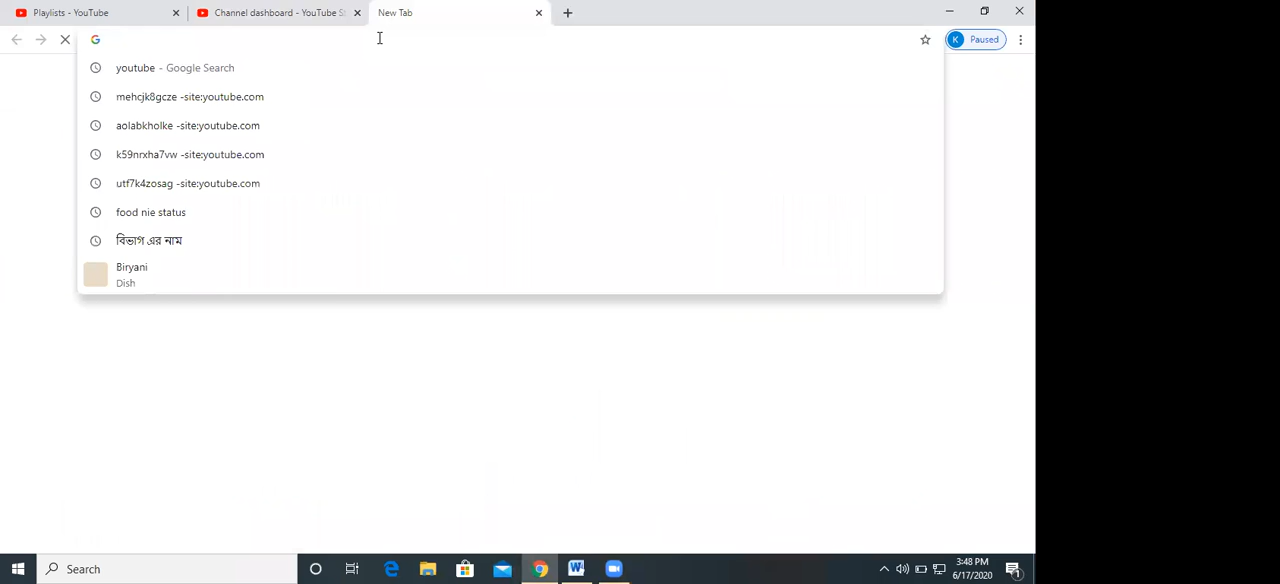 Playlists - YouTube
Channel dashboard - YouTube St
New Tab
K Paused
youtube - Google Search
mehcjk8gcze -site:youtube.com
aolabkholke -site:youtube.com
k59nrxha7vw -site:youtube.com
utf7k4zosag -site:youtube.com
food nie status
বিভাগ এর নাম
Biryani
Dish
Search
3:48 PM
6/17/2020
1